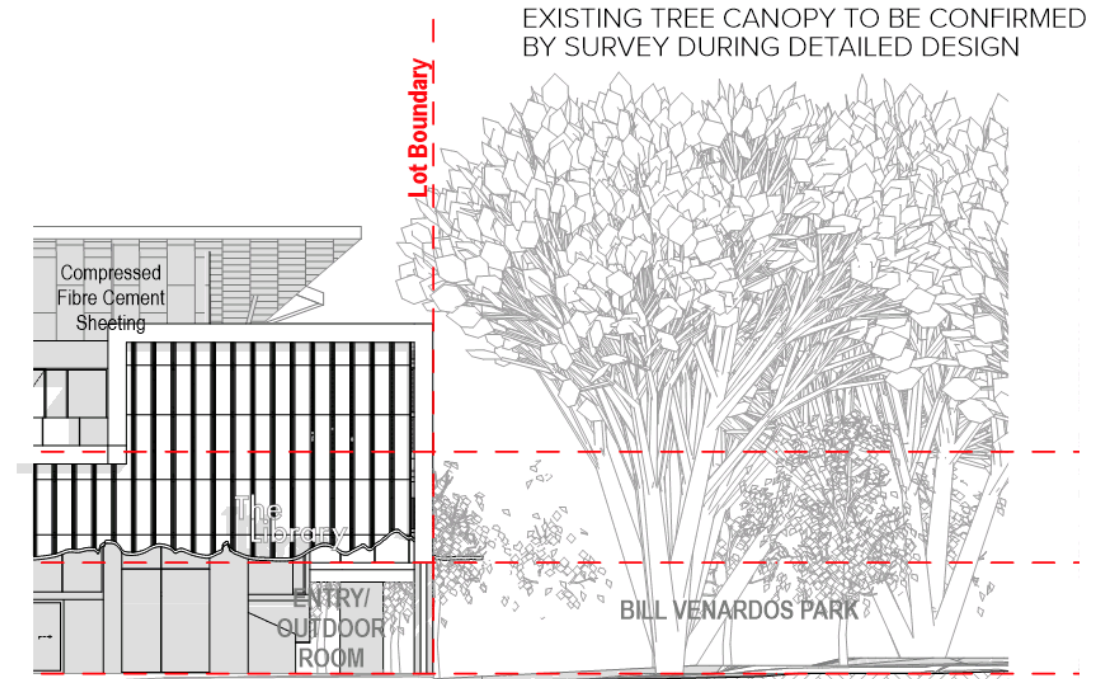 EXISTING TREE CANOPY TO BE CONFIRMED
BY SURVEY DURING DETAILED DESIGN
Lot Boundary
Compressed
Fibre Cement
Sheeting
The
Library
ENTRY/
OUTDOOR
ROOM
BILL VENARDOS PARK